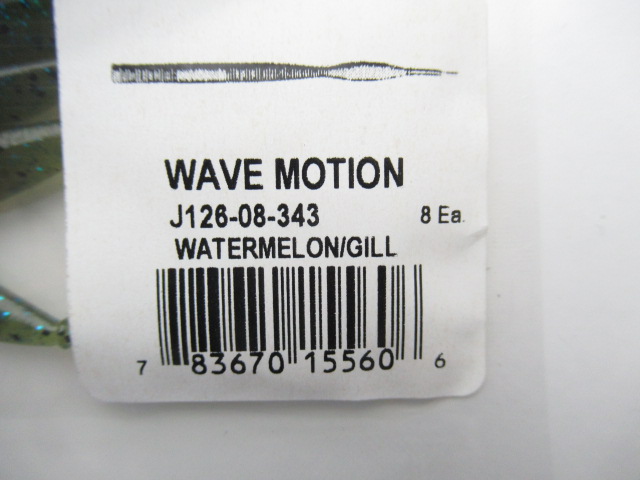 WAVE MOTION
J126-08-343 8 Ea.
WATERMELON/GILL
7 83670 15560 6